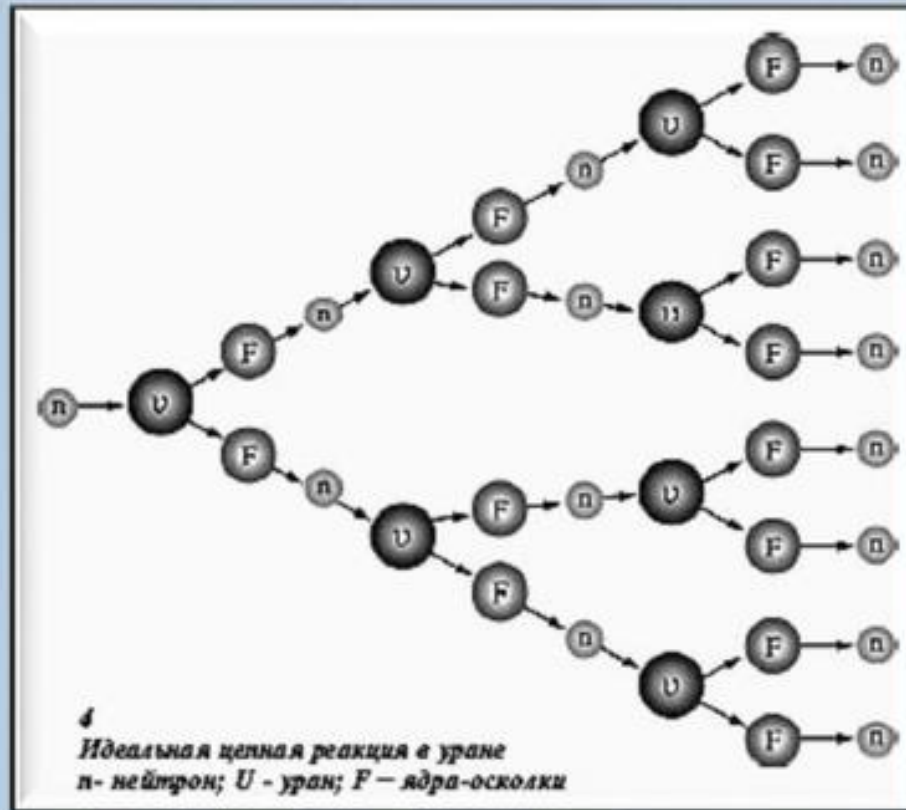 F n
υ
F n
n
F
υ F n
F n
n
n
F F n
n υ
F
n
F
υ F n
F n
F n
υ
υ F n
F
n
F n
υ
F n
4
Идеальная цепная реакция в уране
n- нейтрон; U - уран; F – ядра-осколки